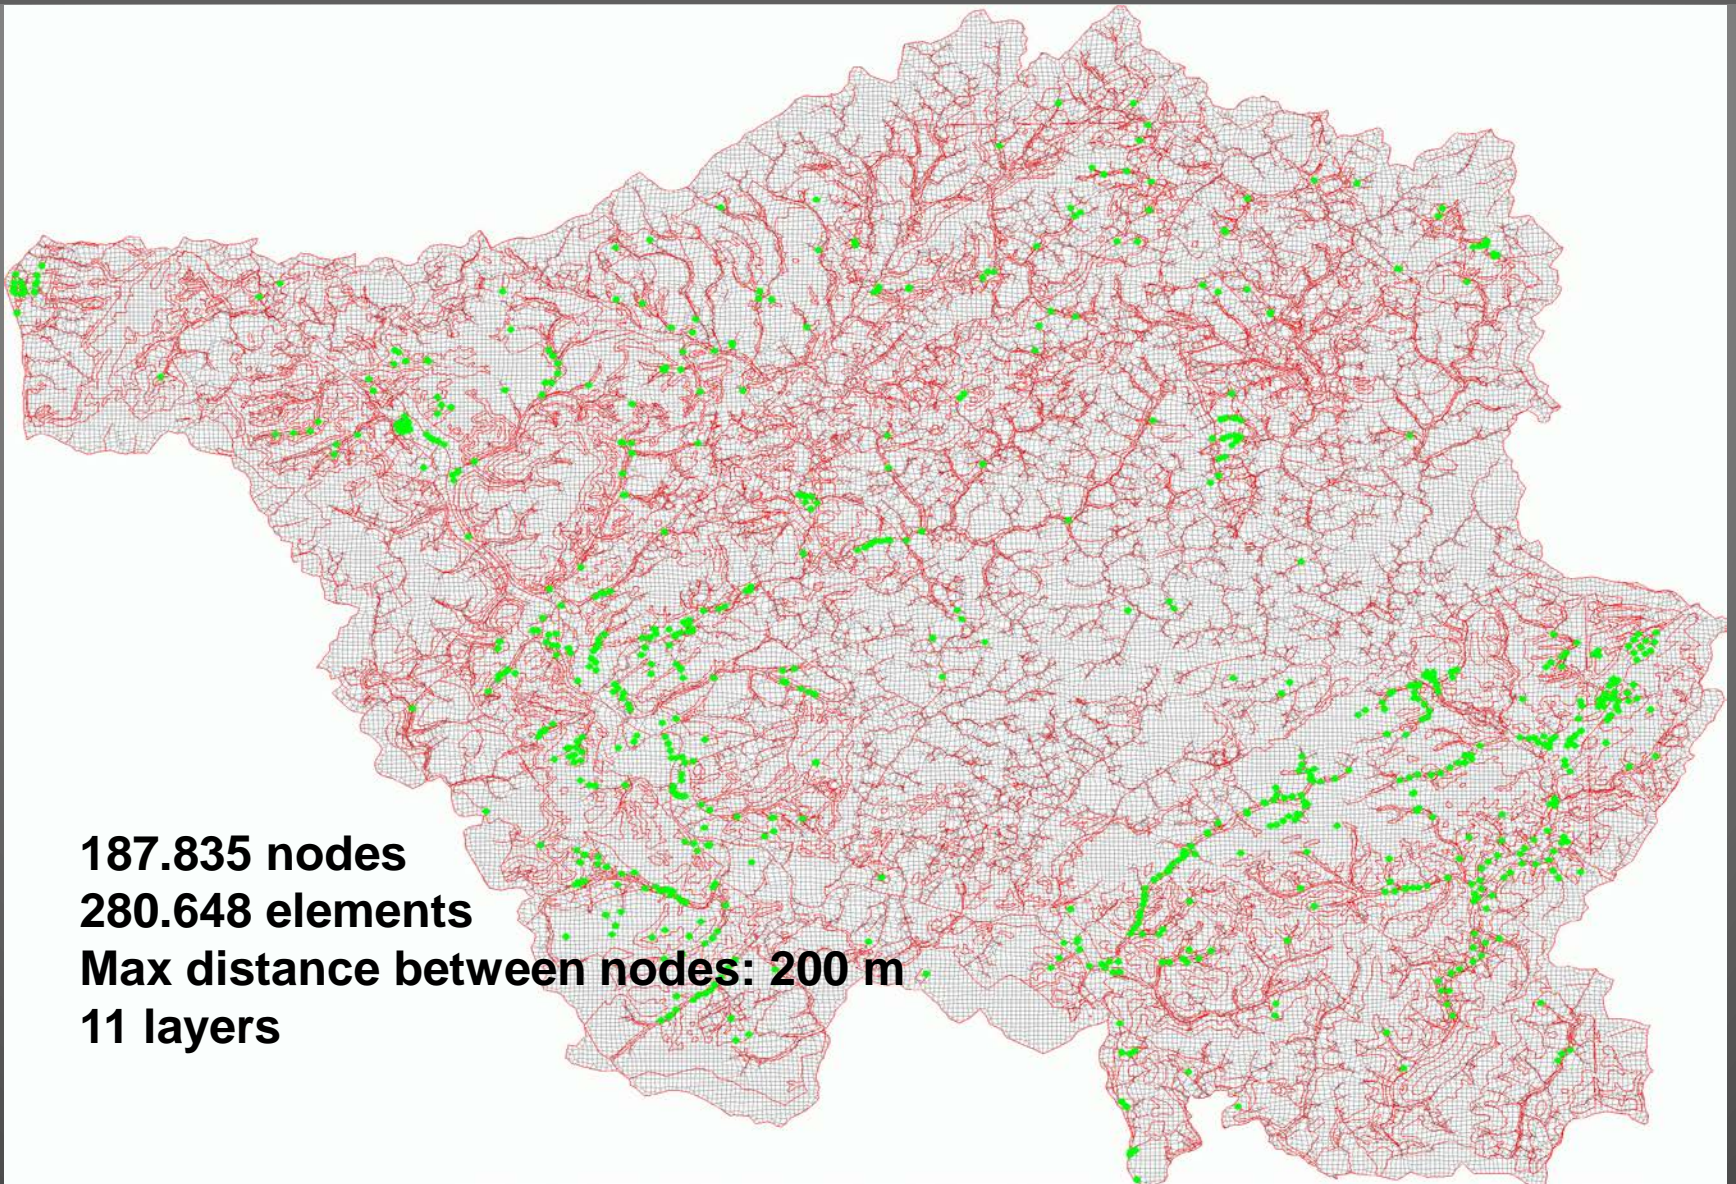 187.835 nodes
280.648 elements
Max distance between nodes: 200 m
11 layers